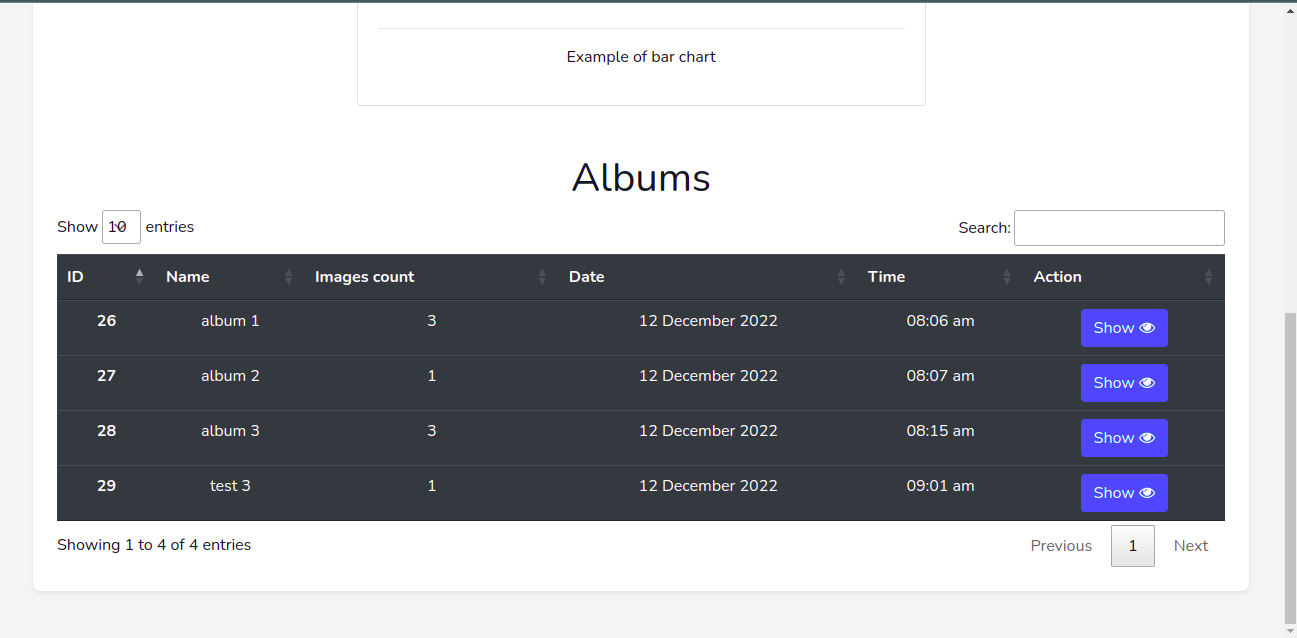 Example of bar chart
Albums
Show 10 entries
Search:
ID Name Images count Date Time Action
26 album 1 3 12 December 2022 08:06 am Show
27 album 2 1 12 December 2022 08:07 am Show
28 album 3 3 12 December 2022 08:15 am Show
29 test 3 1 12 December 2022 09:01 am Show
Showing 1 to 4 of 4 entries
Previous 1 Next